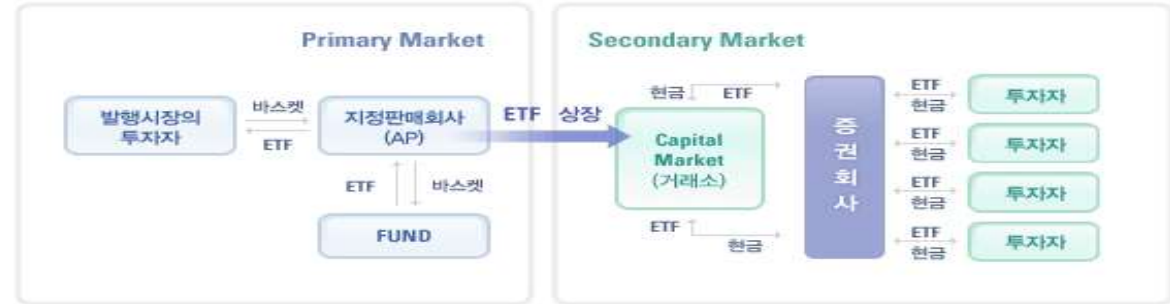 Primary Market
발행시장의
투자자
바스켓
ETF
지정판매회사
(AP)
ETF
바스켓
FUND
ETF 상장
Secondary Market
현금
ETF
Capital
Market
(거래소)
ETF
현금
증
권
회
사
ETF
현금
투자자
ETF
현금
투자자
ETF
현금
투자자
ETF
현금
투자자